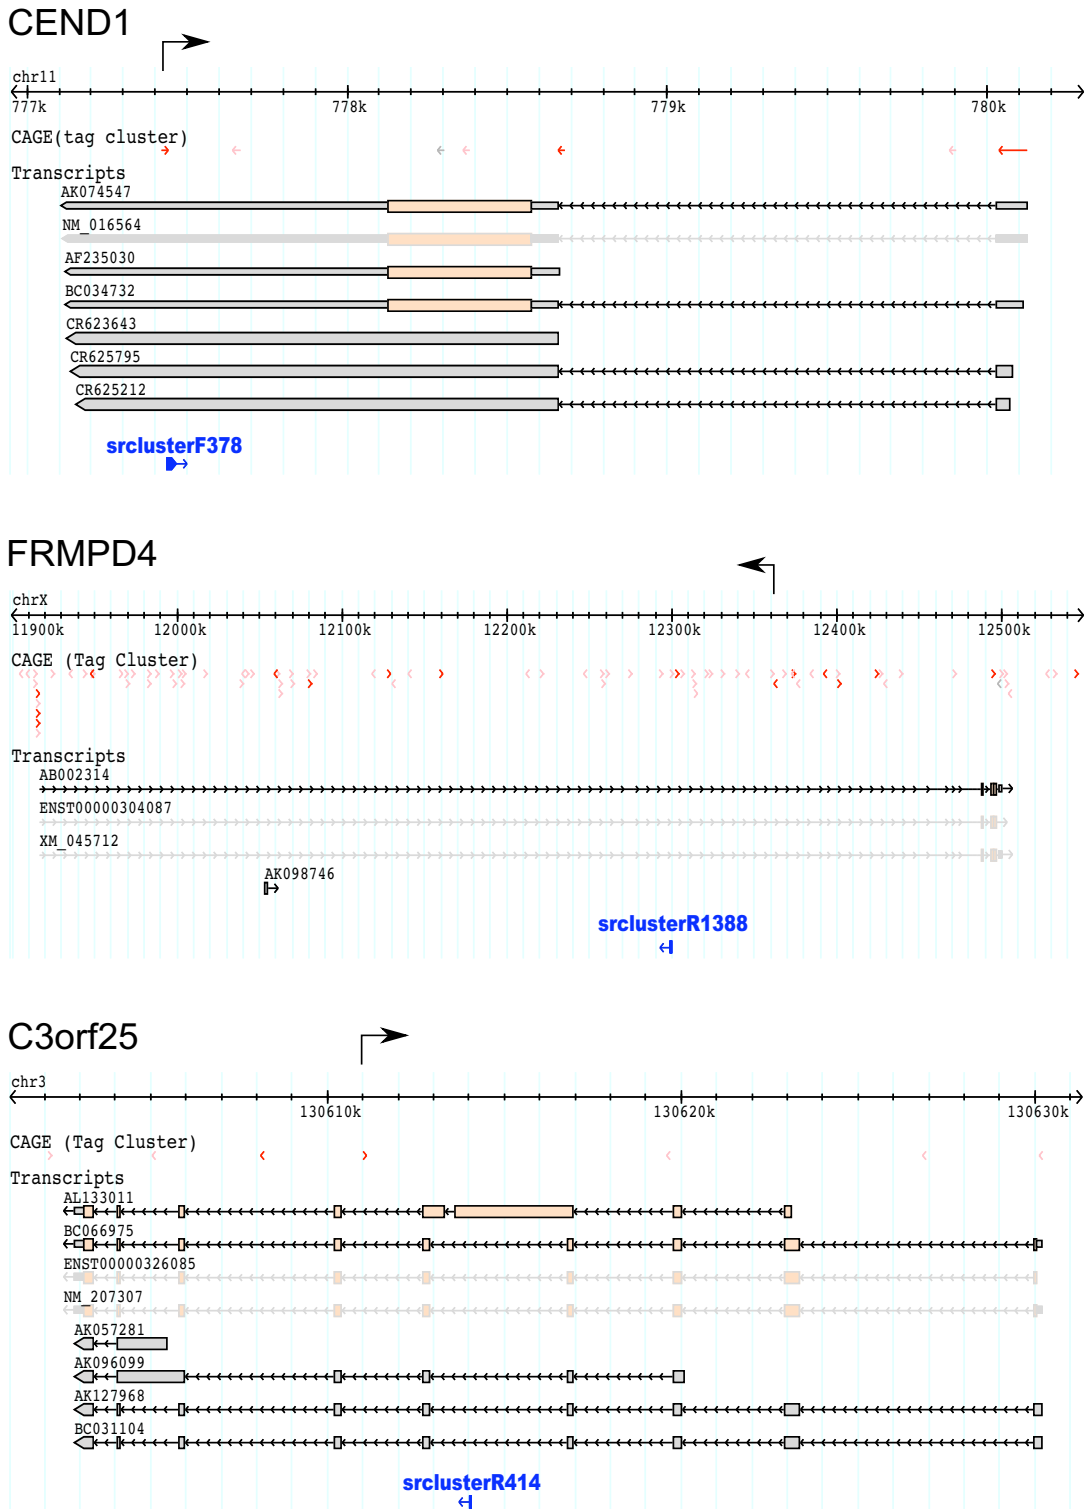 CEND1
chr11
777k 778k 779k 780k
CAGE(tag cluster)
Transcripts
AK074547
NM_016564
AF235030
BC034732
CR623643
CR625795
CR625212
srclusterF378
FRMPD4
chrX
11900k 12000k 12100k 12200k 12300k 12400k 12500k
CAGE (Tag Cluster)
Transcripts
AB002314
ENST00000304087
XM_045712
AK098746
srclusterR1388
C3orf25
chr3
130610k 130620k 130630k
CAGE (Tag Cluster)
Transcripts
AL133011
BC066975
ENST00000326085
NM_207307
AK057281
AK096099
AK127968
BC031104
srclusterR414